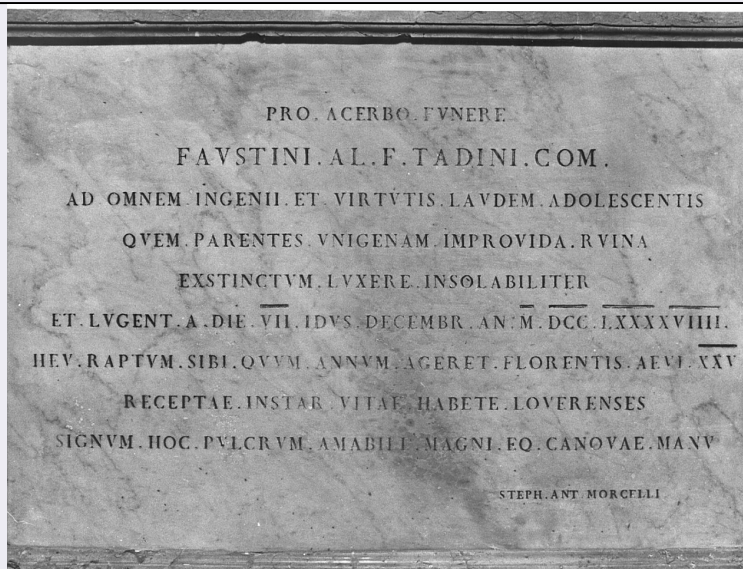 PRO . ACERBO . FVNERE
FAVSTINI . AL . F . TADINI . COM .
AD OMNEM . INGENII . ET . VIRTVTIS . LAVDEM . ADOLESCENTIS
QVEM . PARENTES . VNIGENAM . IMPROVIDA . RVINA
EXSTINCTVM . LVXERE . INSOLABILITER
ET . LVGENT . A . DIE . VII . IDVS . DECEMBR . AN . M . DCC . LXXXXVIIII .
HEV . RAPTVM . SIBI . QVVM . ANNVM . AGERET . FLORENTIS . AEVI . XXV
RECEPTAE . INSTAR . VITAE . HABETE . LOVERENSES
SIGNVM . HOC . PVLCRVM . AMABILI . MAGNI . EQ . CANOVAE . MANV
STEPH . ANT MORCELLI